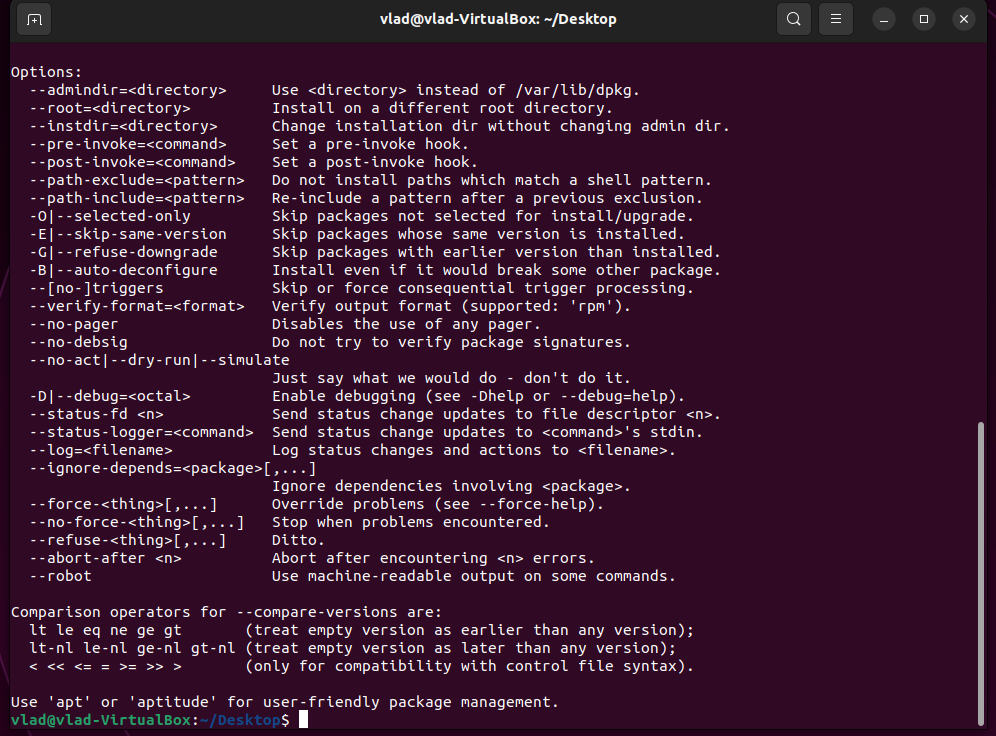 vlad@vlad-VirtualBox: ~/Desktop
Options:
  --admindir=<directory>     Use <directory> instead of /var/lib/dpkg.
  --root=<directory>         Install on a different root directory.
  --instdir=<directory>      Change installation dir without changing admin dir.
  --pre-invoke=<command>     Set a pre-invoke hook.
  --post-invoke=<command>    Set a post-invoke hook.
  --path-exclude=<pattern>   Do not install paths which match a shell pattern.
  --path-include=<pattern>   Re-include a pattern after a previous exclusion.
  -O|--selected-only         Skip packages not selected for install/upgrade.
  -E|--skip-same-version     Skip packages whose same version is installed.
  -G|--refuse-downgrade      Skip packages with earlier version than installed.
  -B|--auto-deconfigure      Install even if it would break some other package.
  --[no-]triggers            Skip or force consequential trigger processing.
  --verify-format=<format>   Verify output format (supported: 'rpm').
  --no-pager                 Disables the use of any pager.
  --no-debsig                Do not try to verify package signatures.
  --no-act|--dry-run|--simulate
                             Just say what we would do - don't do it.
  -D|--debug=<octal>         Enable debugging (see -Dhelp or --debug=help).
  --status-fd <n>            Send status change updates to file descriptor <n>.
  --status-logger=<command>  Send status change updates to <command>'s stdin.
  --log=<filename>           Log status changes and actions to <filename>.
  --ignore-depends=<package>[,...]
                             Ignore dependencies involving <package>.
  --force-<thing>[,...]      Override problems (see --force-help).
  --no-force-<thing>[,...]   Stop when problems encountered.
  --refuse-<thing>[,...]     Ditto.
  --abort-after <n>          Abort after encountering <n> errors.
  --robot                    Use machine-readable output on some commands.
Comparison operators for --compare-versions are:
  lt le eq ne ge gt       (treat empty version as earlier than any version);
  lt-nl le-nl ge-nl gt-nl (treat empty version as later than any version);
  < << <= = >= >> >       (only for compatibility with control file syntax).
Use 'apt' or 'aptitude' for user-friendly package management.
vlad@vlad-VirtualBox:~/Desktop$